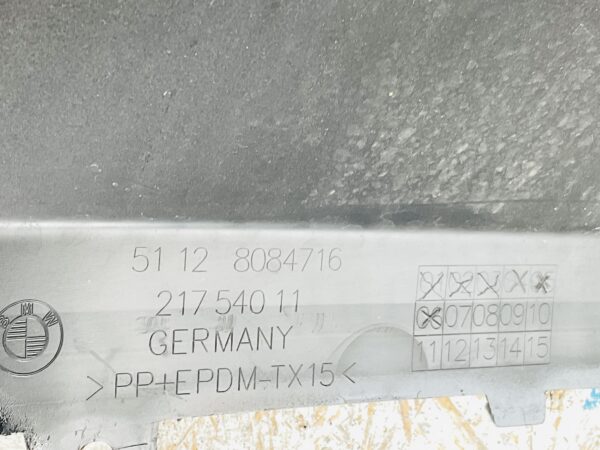 51 12 8084716
217 540 11
GERMANY
>PP+EPDM-TX15<
BMW
07 08 09 10
11 12 13 14 15